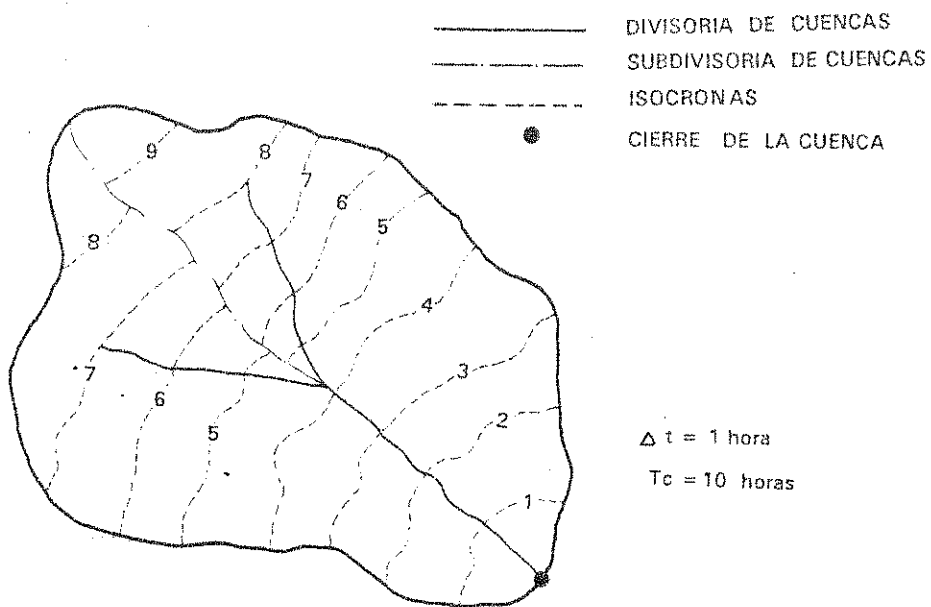 DIVISORIA DE CUENCAS
SUBDIVISORIA DE CUENCAS
ISOCRONAS
CIERRE DE LA CUENCA
9
8
7
6
5
8
4
3
7
6
5
2
1
Δ t = 1 hora
Tc = 10 horas